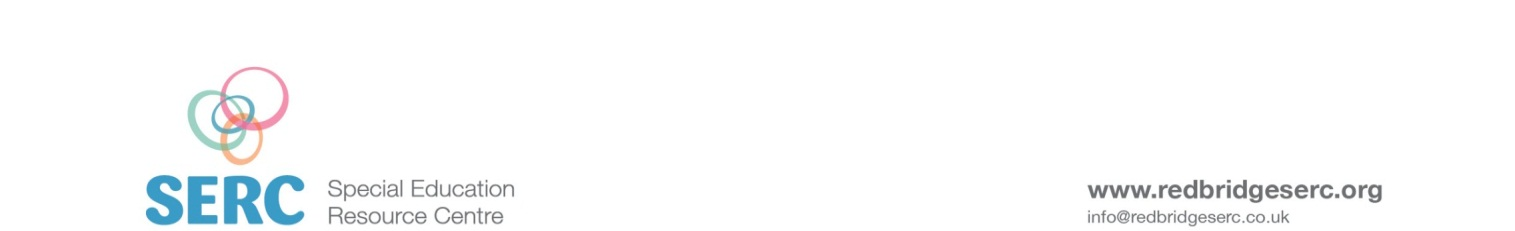 SERC
Special Education
Resource Centre
www.redbridgeserc.org
info@redbridgeserc.co.uk